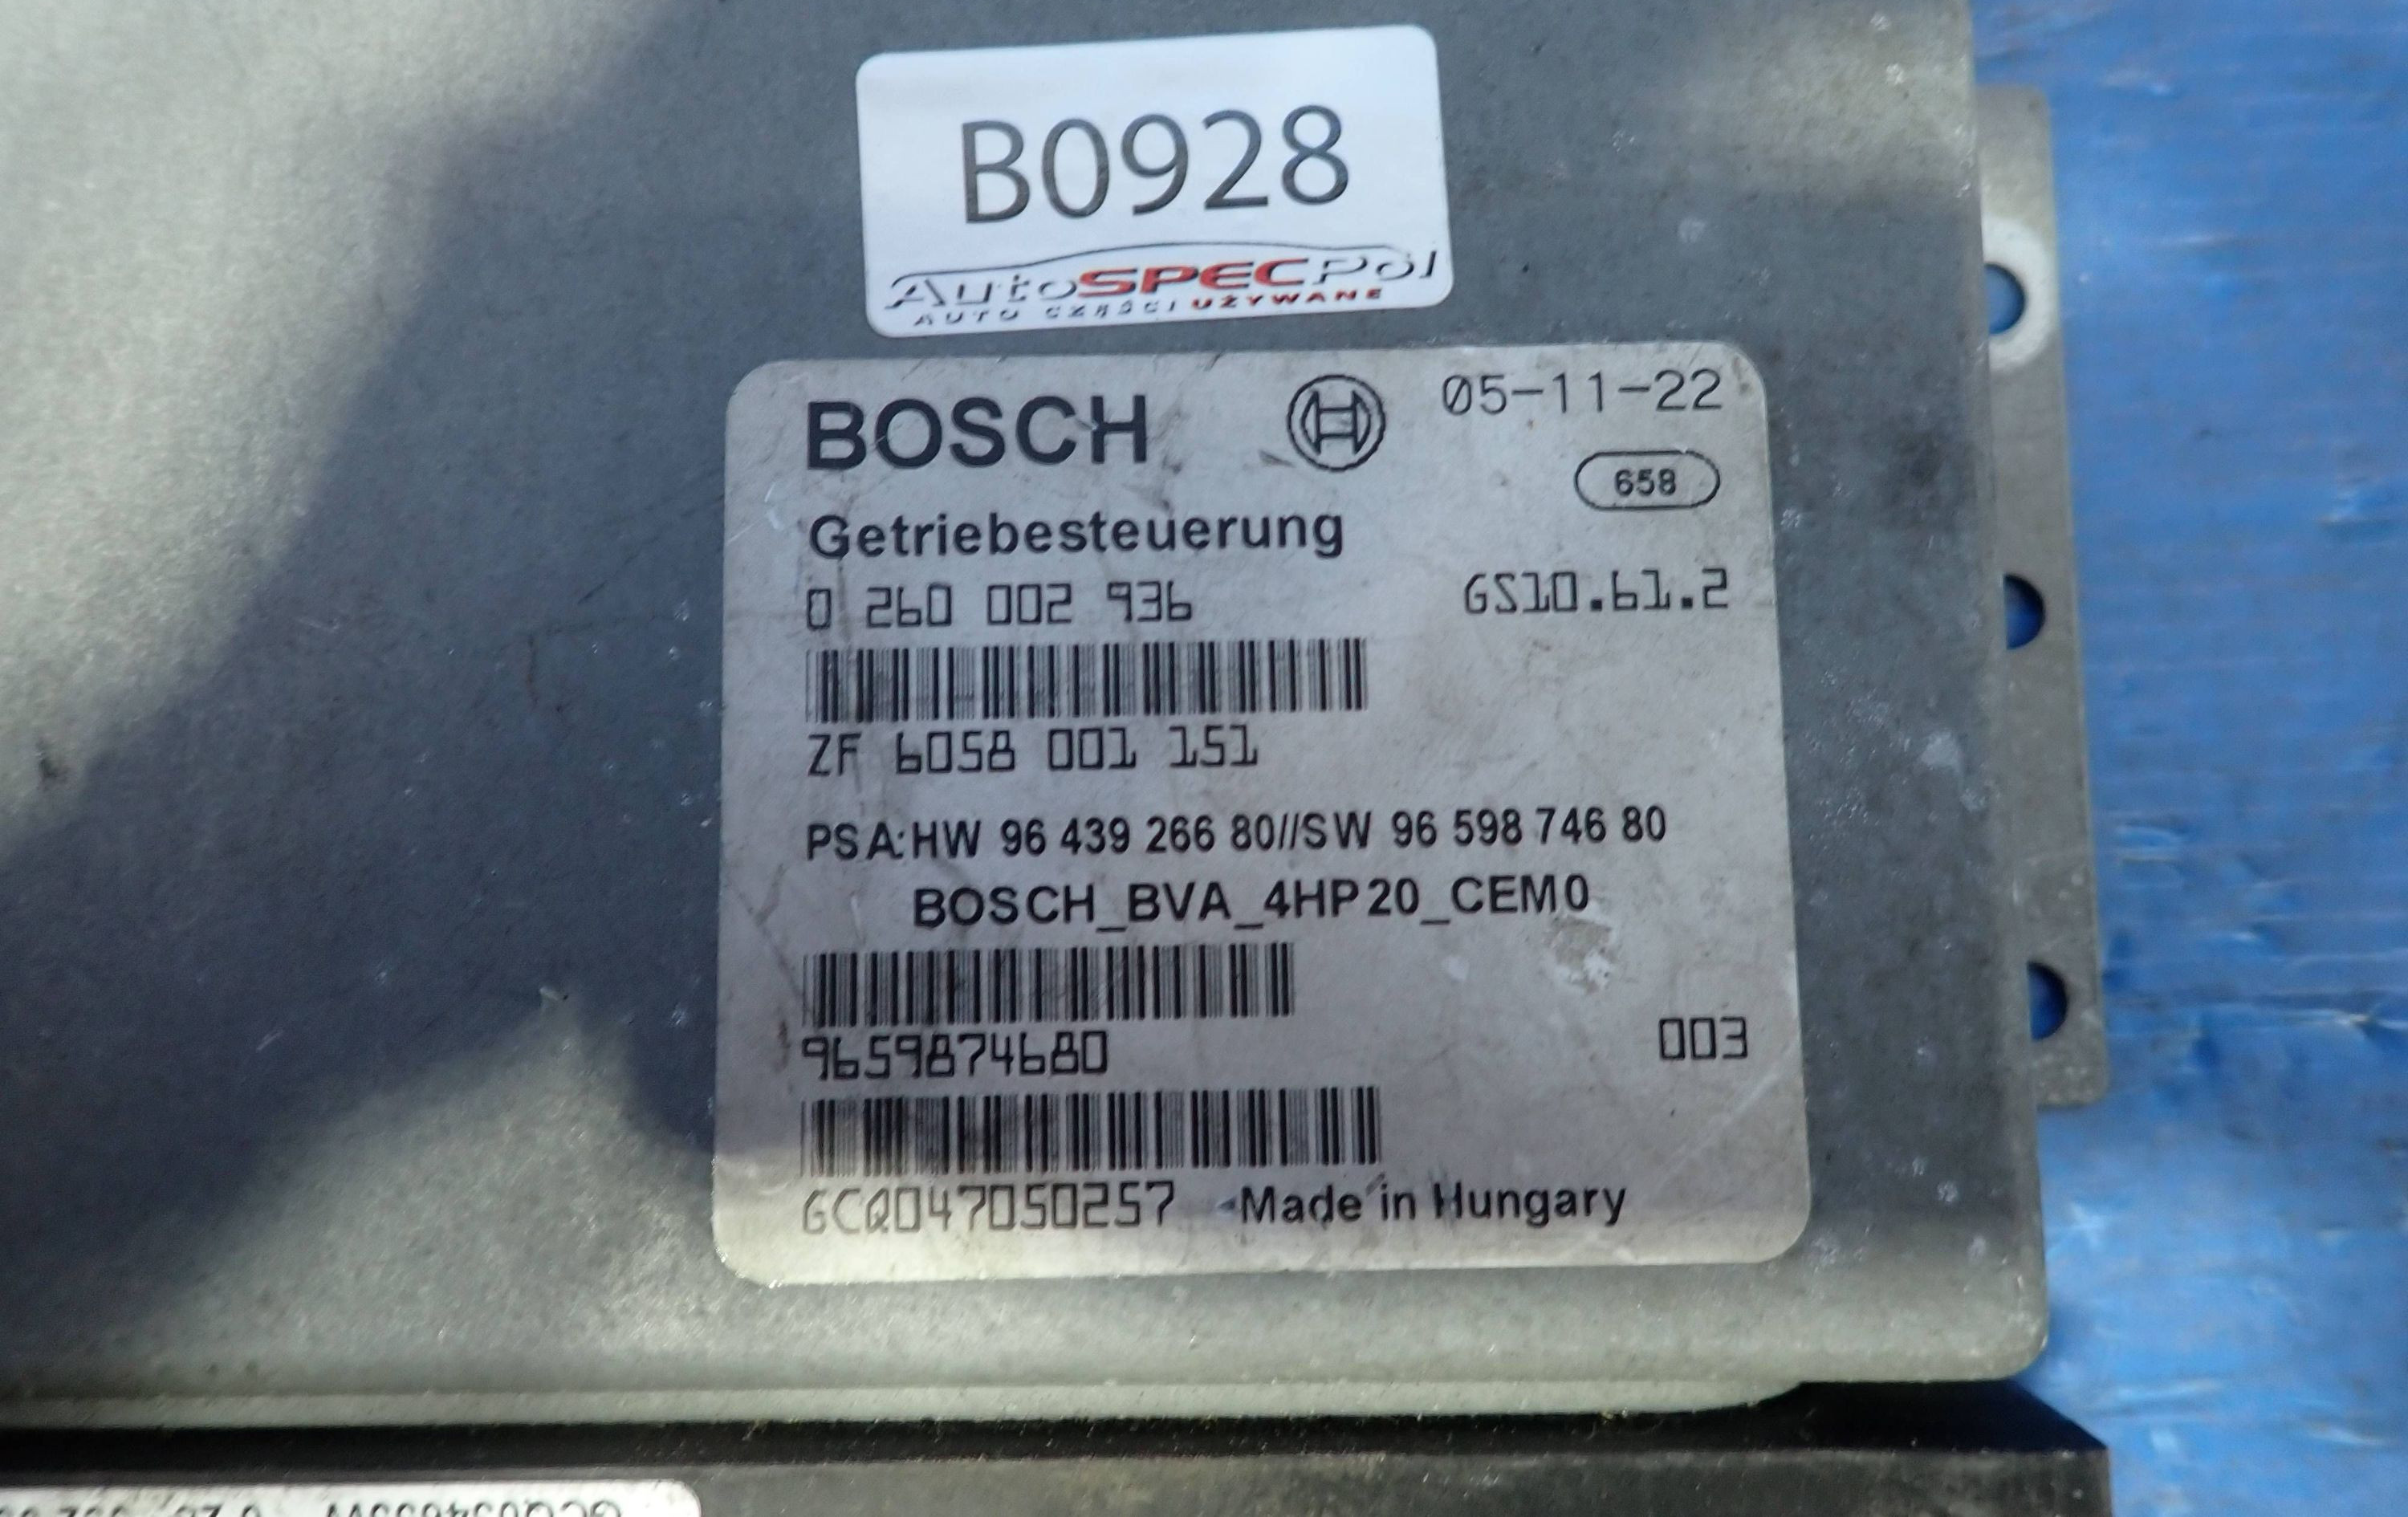 B0928
AutoSPECPol
AUTO CZĘŚCI UŻYWANE
BOSCH 05-11-22
658
Getriebesteuerung
0 260 002 936 GS10.61.2
ZF 6058 001 151
PSA:HW 96 439 266 80//SW 96 598 746 80
BOSCH_BVA_4HP20_CEM0
9659874680 003
GCQ047050257 Made in Hungary